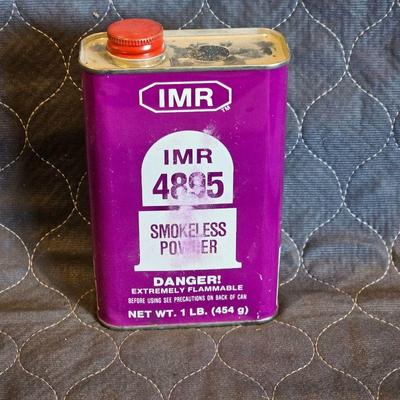 IMR
TM
IMR
4895
SMOKELESS
POWDER
DANGER!
EXTREMELY FLAMMABLE
BEFORE USING SEE PRECAUTIONS ON BACK OF CAN
NET WT. 1 LB. (454 g)